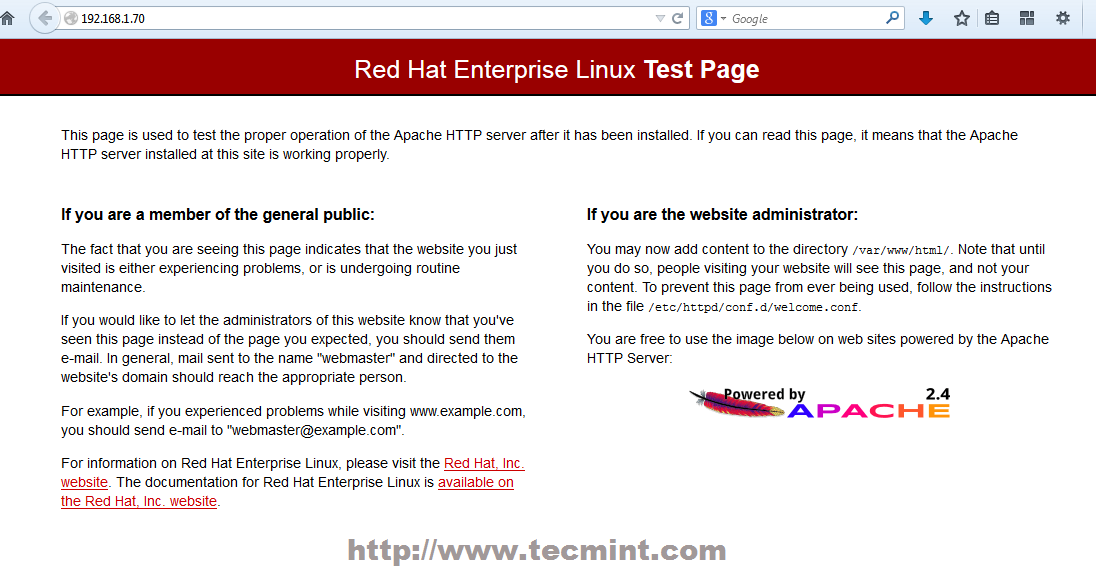 192.168.1.70
Google
Red Hat Enterprise Linux Test Page
This page is used to test the proper operation of the Apache HTTP server after it has been installed. If you can read this page, it means that the Apache
HTTP server installed at this site is working properly.
If you are a member of the general public:
The fact that you are seeing this page indicates that the website you just
visited is either experiencing problems, or is undergoing routine
maintenance.
If you would like to let the administrators of this website know that you've
seen this page instead of the page you expected, you should send them
e-mail. In general, mail sent to the name "webmaster" and directed to the
website's domain should reach the appropriate person.
For example, if you experienced problems while visiting www.example.com,
you should send e-mail to "webmaster@example.com".
For information on Red Hat Enterprise Linux, please visit the Red Hat, Inc.
website. The documentation for Red Hat Enterprise Linux is available on
the Red Hat, Inc. website.
If you are the website administrator:
You may now add content to the directory /var/www/html/. Note that until
you do so, people visiting your website will see this page, and not your
content. To prevent this page from ever being used, follow the instructions
in the file /etc/httpd/conf.d/welcome.conf.
You are free to use the image below on web sites powered by the Apache
HTTP Server:
Powered by 2.4
APACHE
http://www.tecmint.com